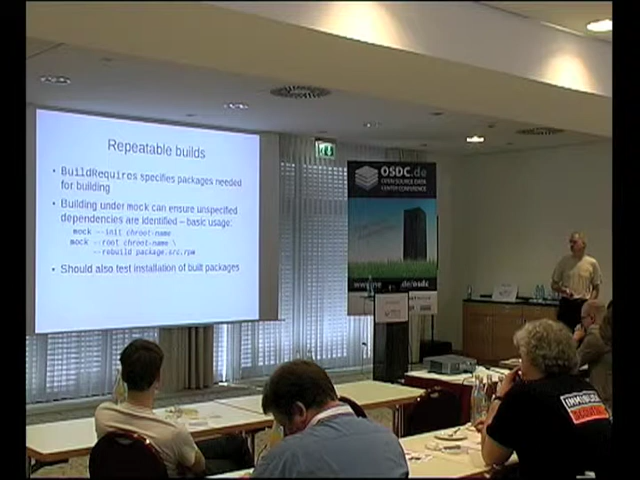 Repeatable builds
• BuildRequires specifies packages needed
for building
• Building under mock can ensure unspecified
dependencies are identified – basic usage:
mock --init chroot-name
mock --root chroot-name \
--rebuild package.src.rpm
• Should also test installation of built packages
OSDC.de
OPEN SOURCE DATA
CENTER CONFERENCE
.de/osdc